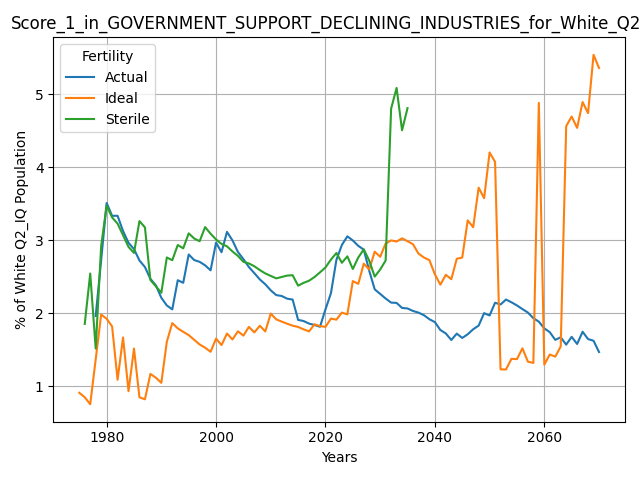 Score_1_in_GOVERNMENT_SUPPORT_DECLINING_INDUSTRIES_for_White_Q2
Fertility
Actual
Ideal
Sterile
% of White Q2_IQ Population
5
4
3
2
1
1980 2000 2020 2040 2060
Years